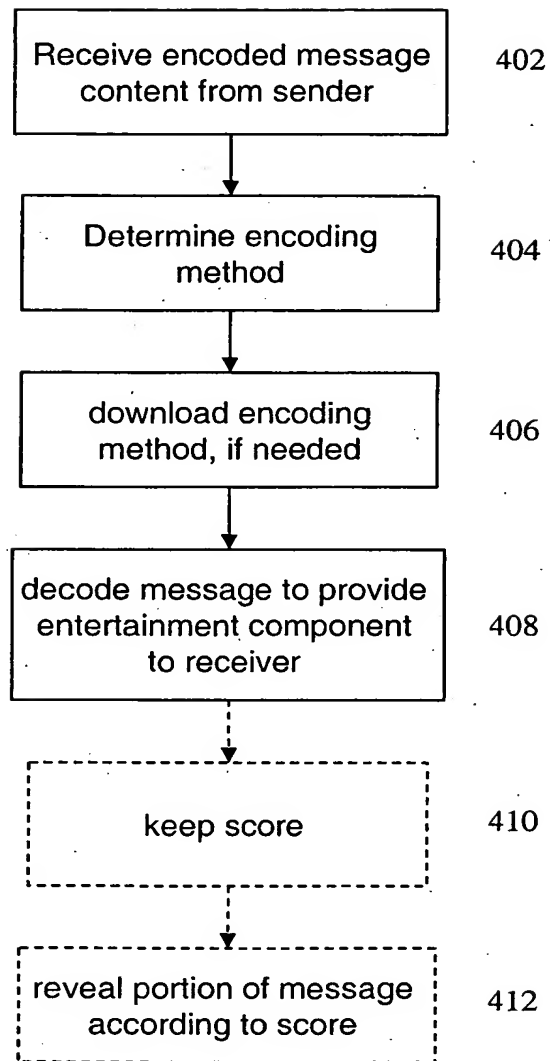 Receive encoded message
content from sender
402
Determine encoding
method
404
download encoding
method, if needed
406
decode message to provide
entertainment component
to receiver
408
keep score
410
reveal portion of message
according to score
412